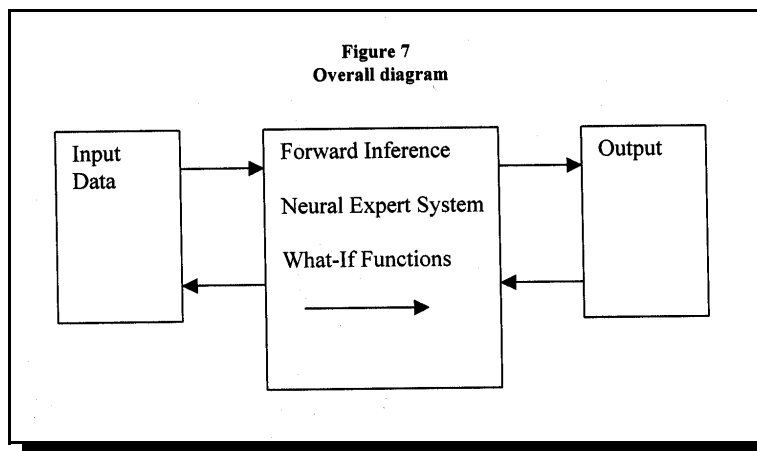 Figure 7
Overall diagram
Input
Data
Forward Inference
Neural Expert System
What-If Functions
Output